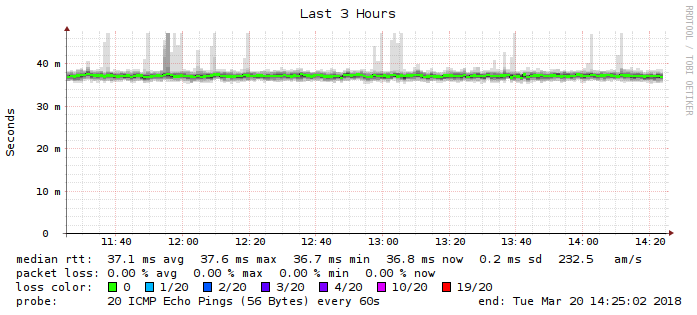 Last 3 Hours
RRDTOOL / TOBI OETIKER
Seconds
40 m
30 m
20 m
10 m
0
11:40 12:00 12:20 12:40 13:00 13:20 13:40 14:00 14:20
median rtt: 37.1 ms avg 37.6 ms max 36.7 ms min 36.8 ms now 0.2 ms sd 232.5 am/s
packet loss: 0.00 % avg 0.00 % max 0.00 % min 0.00 % now
loss color: 0 1/20 2/20 3/20 4/20 10/20 19/20
probe: 20 ICMP Echo Pings (56 Bytes) every 60s end: Tue Mar 20 14:25:02 2018